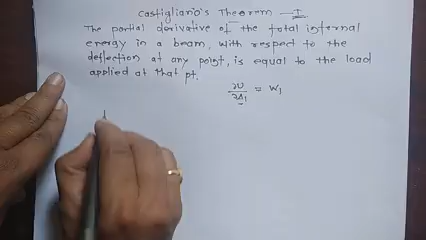 Castigliano's Theorem - I
The partial derivative of the total internal
energy in a beam, with respect to the
deflection at any point, is equal to the load
applied at that pt.
∂U/∂Δ₁ = W₁